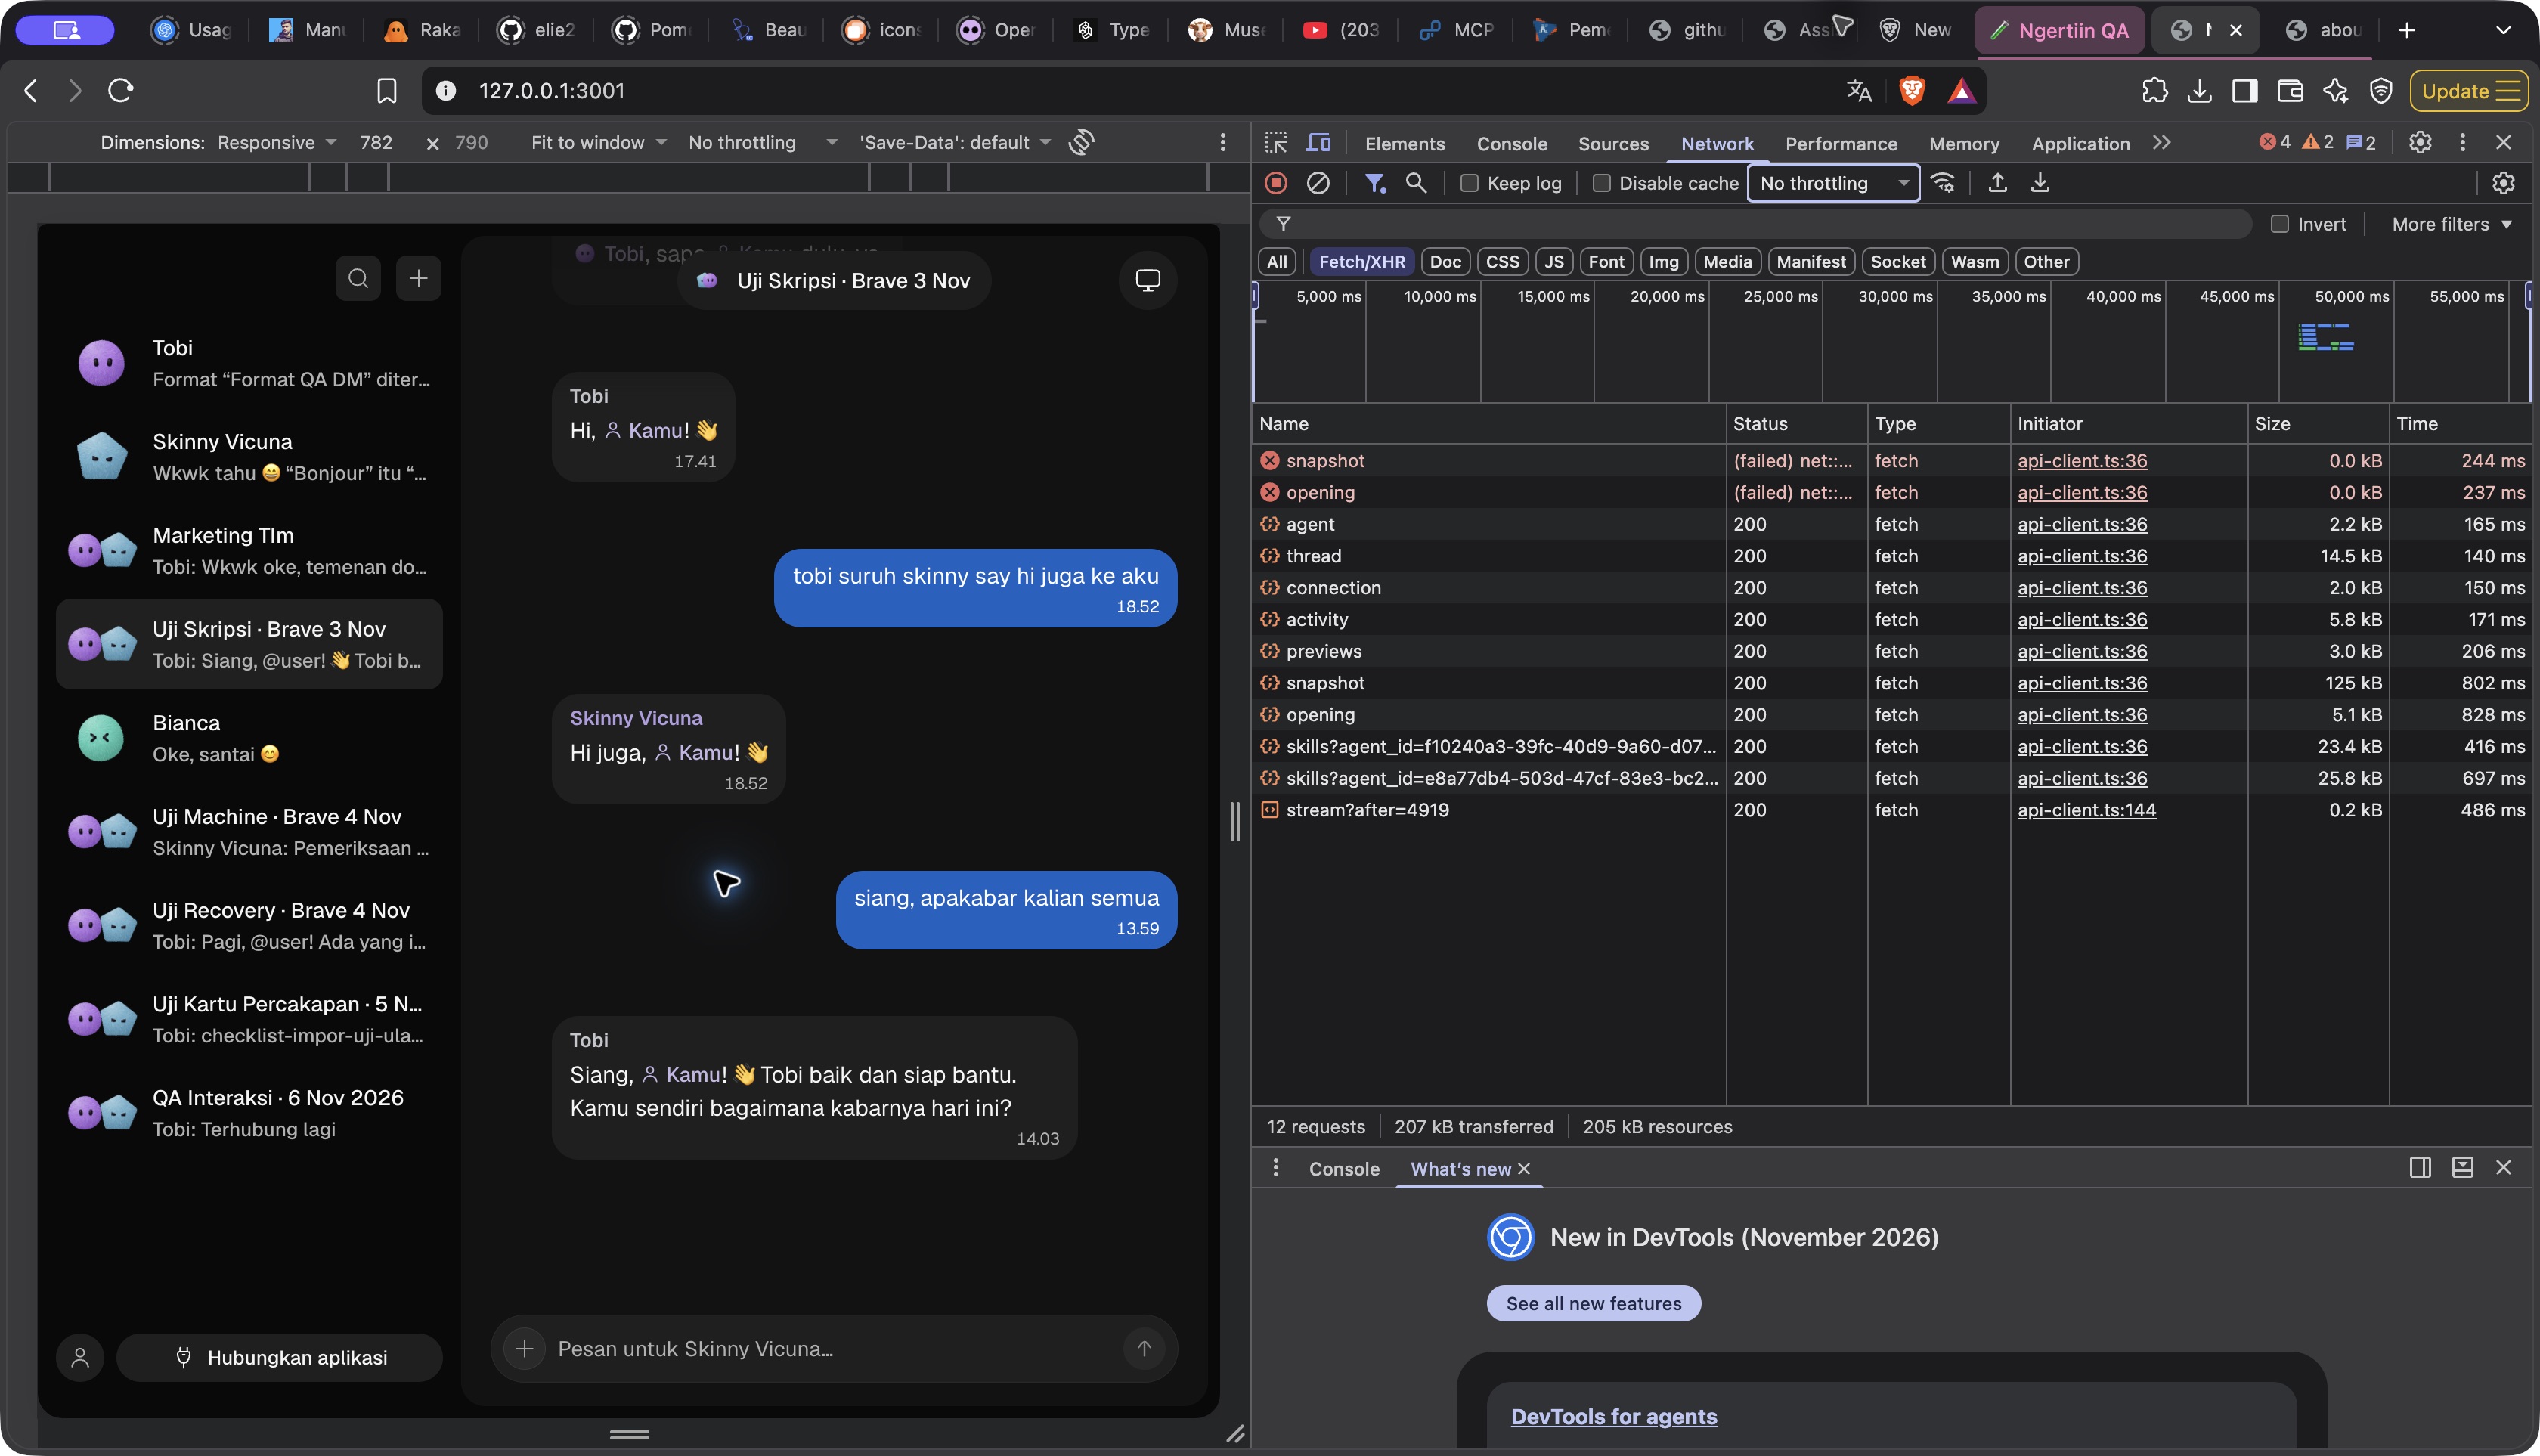 Usag
Manu
Raka
elie2
Pom
Beau
icon
Oper
Type
Muse
(203
MCP
Peme
githu
Assi
New
Ngertiin QA
abou
127.0.0.1:3001
Update
Dimensions: Responsive 782 × 790 Fit to window No throttling 'Save-Data': default
Tobi
Format “Format QA DM” diter...
Skinny Vicuna
Wkwk tahu 😄 “Bonjour” itu “...
Marketing TIm
Tobi: Wkwk oke, temenan do...
Uji Skripsi · Brave 3 Nov
Tobi: Siang, @user! 👋 Tobi b...
Bianca
Oke, santai 😊
Uji Machine · Brave 4 Nov
Skinny Vicuna: Pemeriksaan ...
Uji Recovery · Brave 4 Nov
Tobi: Pagi, @user! Ada yang i...
Uji Kartu Percakapan · 5 N...
Tobi: checklist-impor-uji-ula...
QA Interaksi · 6 Nov 2026
Tobi: Terhubung lagi
Hubungkan aplikasi
Uji Skripsi · Brave 3 Nov
Tobi
Hi, Kamu! 👋
17.41
tobi suruh skinny say hi juga ke aku
18.52
Skinny Vicuna
Hi juga, Kamu! 👋
18.52
siang, apakabar kalian semua
13.59
Tobi
Siang, Kamu! 👋 Tobi baik dan siap bantu.
Kamu sendiri bagaimana kabarnya hari ini?
14.03
Pesan untuk Skinny Vicuna...
Elements Console Sources Network Performance Memory Application 4 2 2
Keep log Disable cache No throttling
Invert More filters
All Fetch/XHR Doc CSS JS Font Img Media Manifest Socket Wasm Other
5,000 ms 10,000 ms 15,000 ms 20,000 ms 25,000 ms 30,000 ms 35,000 ms 40,000 ms 45,000 ms 50,000 ms 55,000 ms
Name Status Type Initiator Size Time
snapshot (failed) net::... fetch api-client.ts:36 0.0 kB 244 ms
opening (failed) net::... fetch api-client.ts:36 0.0 kB 237 ms
agent 200 fetch api-client.ts:36 2.2 kB 165 ms
thread 200 fetch api-client.ts:36 14.5 kB 140 ms
connection 200 fetch api-client.ts:36 2.0 kB 150 ms
activity 200 fetch api-client.ts:36 5.8 kB 171 ms
previews 200 fetch api-client.ts:36 3.0 kB 206 ms
snapshot 200 fetch api-client.ts:36 125 kB 802 ms
opening 200 fetch api-client.ts:36 5.1 kB 828 ms
skills?agent_id=f10240a3-39fc-40d9-9a60-d07... 200 fetch api-client.ts:36 23.4 kB 416 ms
skills?agent_id=e8a77db4-503d-47cf-83e3-bc2... 200 fetch api-client.ts:36 25.8 kB 697 ms
stream?after=4919 200 fetch api-client.ts:144 0.2 kB 486 ms
12 requests 207 kB transferred 205 kB resources
Console What's new
New in DevTools (November 2026)
See all new features
DevTools for agents